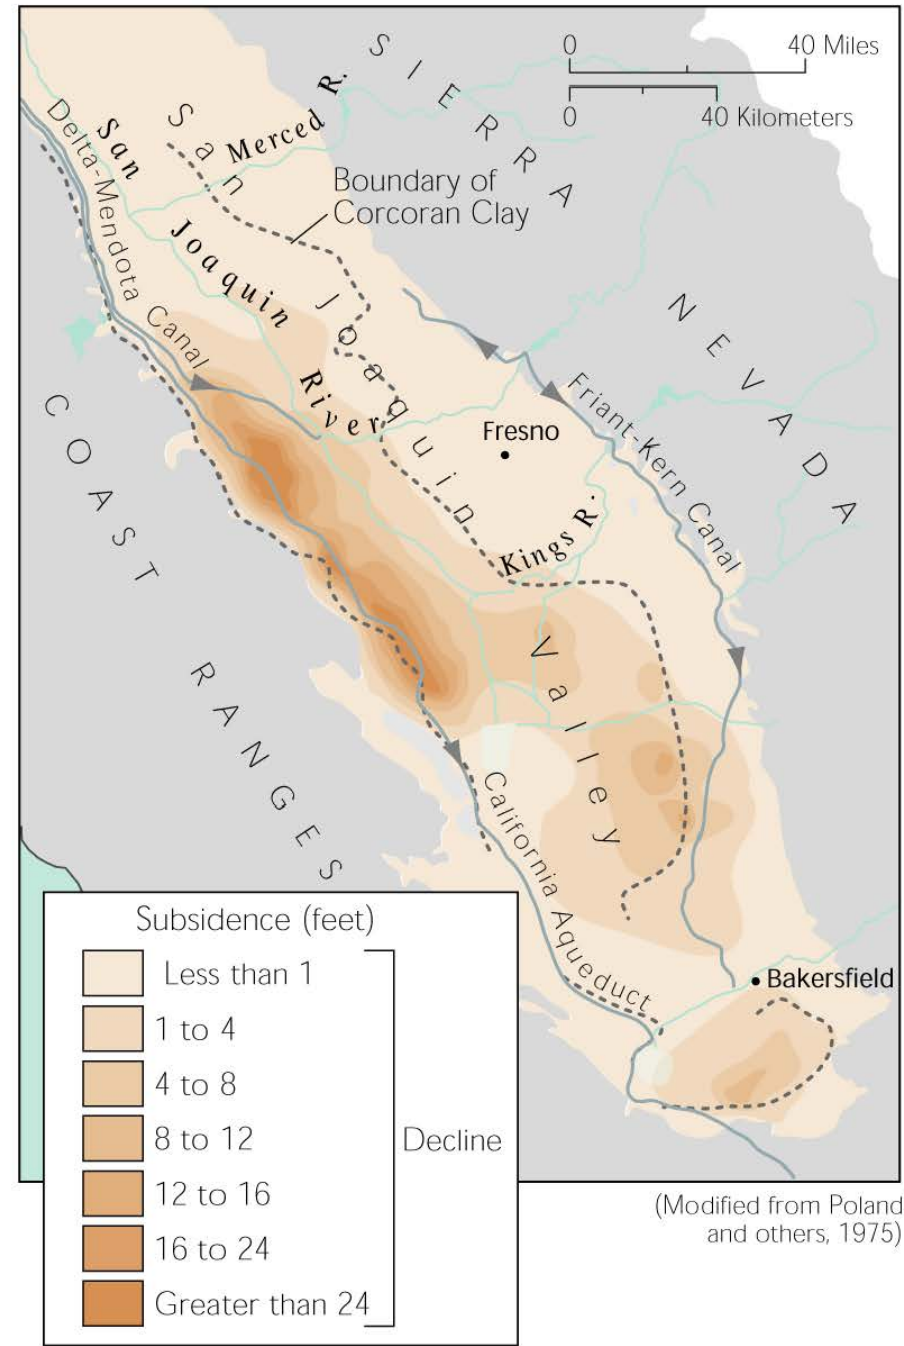 0 40 Miles
0 40 Kilometers
SIERRA
NEVADA
San
Joaquin
Valley
San
Joaquin
River
Merced R.
Delta-Mendota Canal
Boundary of
Corcoran Clay
COAST
RANGES
Fresno
Friant-Kern Canal
Kings R.
California Aqueduct
Bakersfield
Subsidence (feet)
Less than 1
1 to 4
4 to 8
8 to 12
12 to 16
16 to 24
Greater than 24
Decline
(Modified from Poland
and others, 1975)